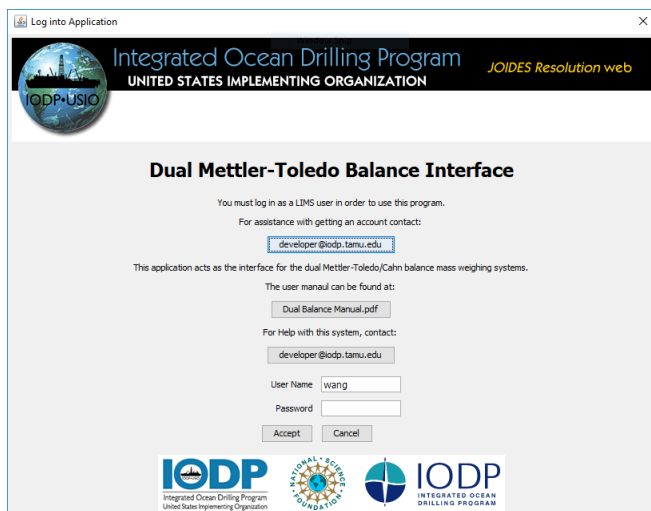 Log into Application
Integrated Ocean Drilling Program
UNITED STATES IMPLEMENTING ORGANIZATION
JOIDES Resolution web
IODP•USIO
Dual Mettler-Toledo Balance Interface
You must log in as a LIMS user in order to use this program.
For assistance with getting an account contact:
developer@iodp.tamu.edu
This application acts as the interface for the dual Mettler-Toledo/Cahn balance mass weighing systems.
The user manaul can be found at:
Dual Balance Manual.pdf
For Help with this system, contact:
developer@iodp.tamu.edu
User Name wang
Password
Accept Cancel
IODP
Integrated Ocean Drilling Program
United States Implementing Organization
NATIONAL SCIENCE FOUNDATION
IODP
INTEGRATED OCEAN
DRILLING PROGRAM